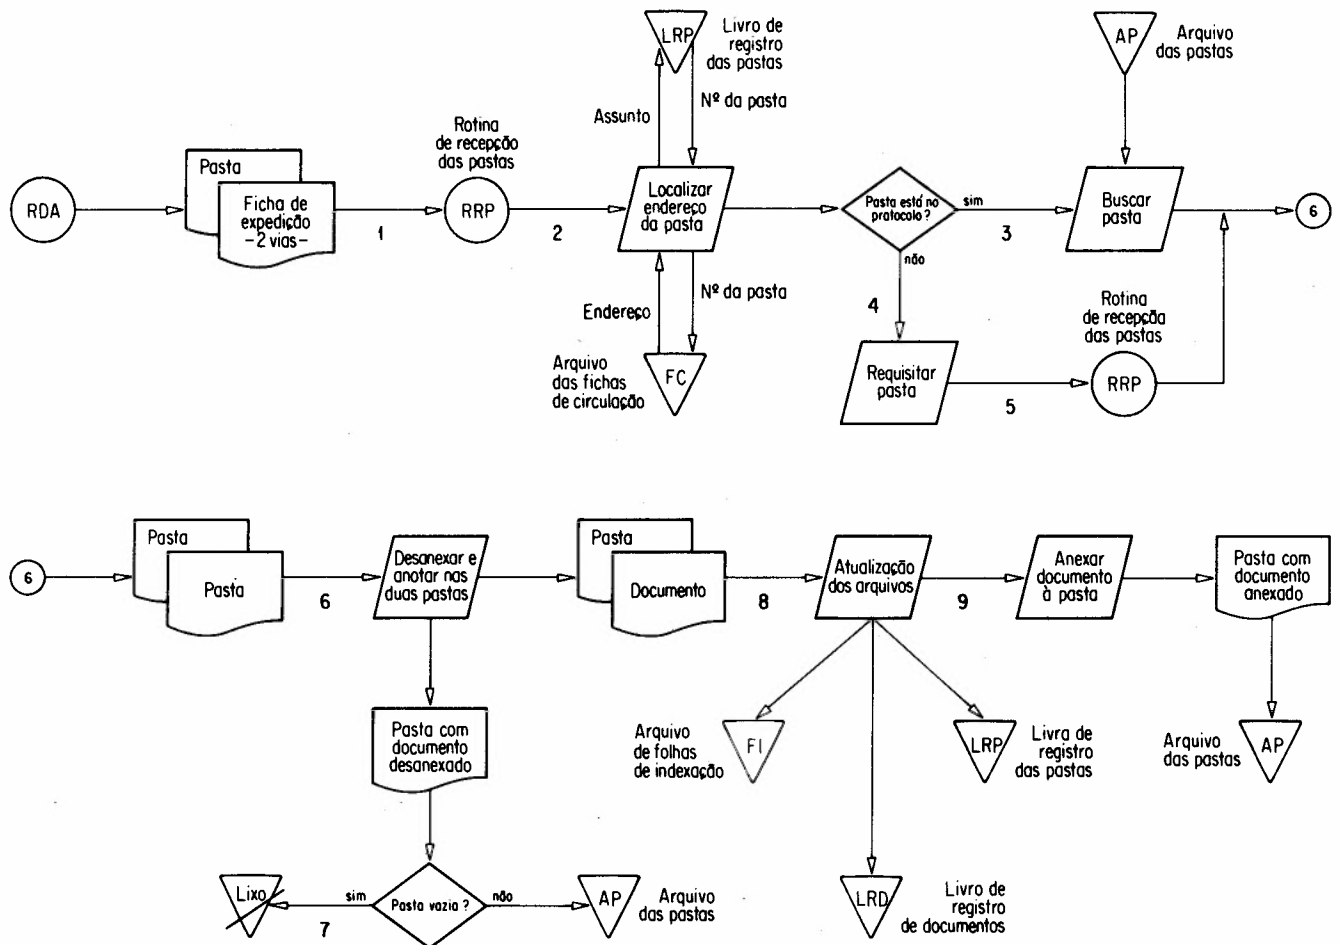 LRP
Livro de
registro
das pastas
AP
Arquivo
das pastas
Assunto
Nº da pasta
Rotina
de recepção
das pastas
RDA
Pasta
Ficha de
expedição
-2 vias-
1
RRP
2
Localizar
endereço
da pasta
Pasta está no
protocolo?
sim
3
Buscar
pasta
6
não
4
Endereço
Nº da pasta
Arquivo
das fichas
de circulação
FC
Requisitar
pasta
5
Rotina
de recepção
das pastas
RRP
6
Pasta
Pasta
6
Desanexar e
anotar nas
duas pastas
Pasta
Documento
8
Atualização
dos arquivos
9
Anexar
documento
à pasta
Pasta com
documento
anexado
Pasta com
documento
desanexado
Arquivo
de folhas
de indexação
FI
LRP
Livra de
registro
das pastas
Arquivo
das pastas
AP
Lixo
sim
7
Pasta vazia?
não
AP
Arquivo
das pastas
LRD
Livro de
registro
de documentos